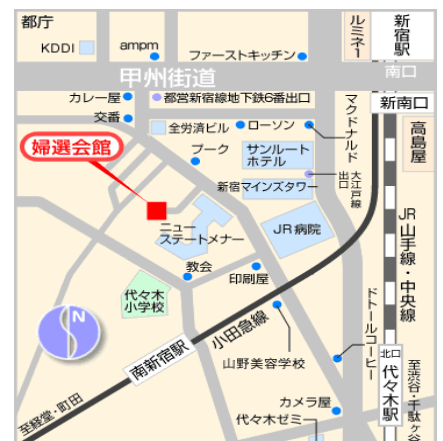 都庁
KDDI
ampm
ファーストキッチン
ルミネ1
新宿駅
南口
甲州街道
カレー屋
都営新宿線地下鉄6番出口
新南口
交番
全労済ビル
ローソン
マクドナルド
高島屋
婦選会館
プーク
サンルート
ホテル
大江戸線
出口
新宿マインズタワー
ニュー
ステートメナー
JR病院
JR山手線・中央線
教会
印刷屋
代々木
小学校
N
小田急線
ドトールコーヒー
南新宿駅
山野美容学校
北口
代々木駅
至渋谷・千駄ヶ谷
カメラ屋
至経堂・町田
代々木ゼミ